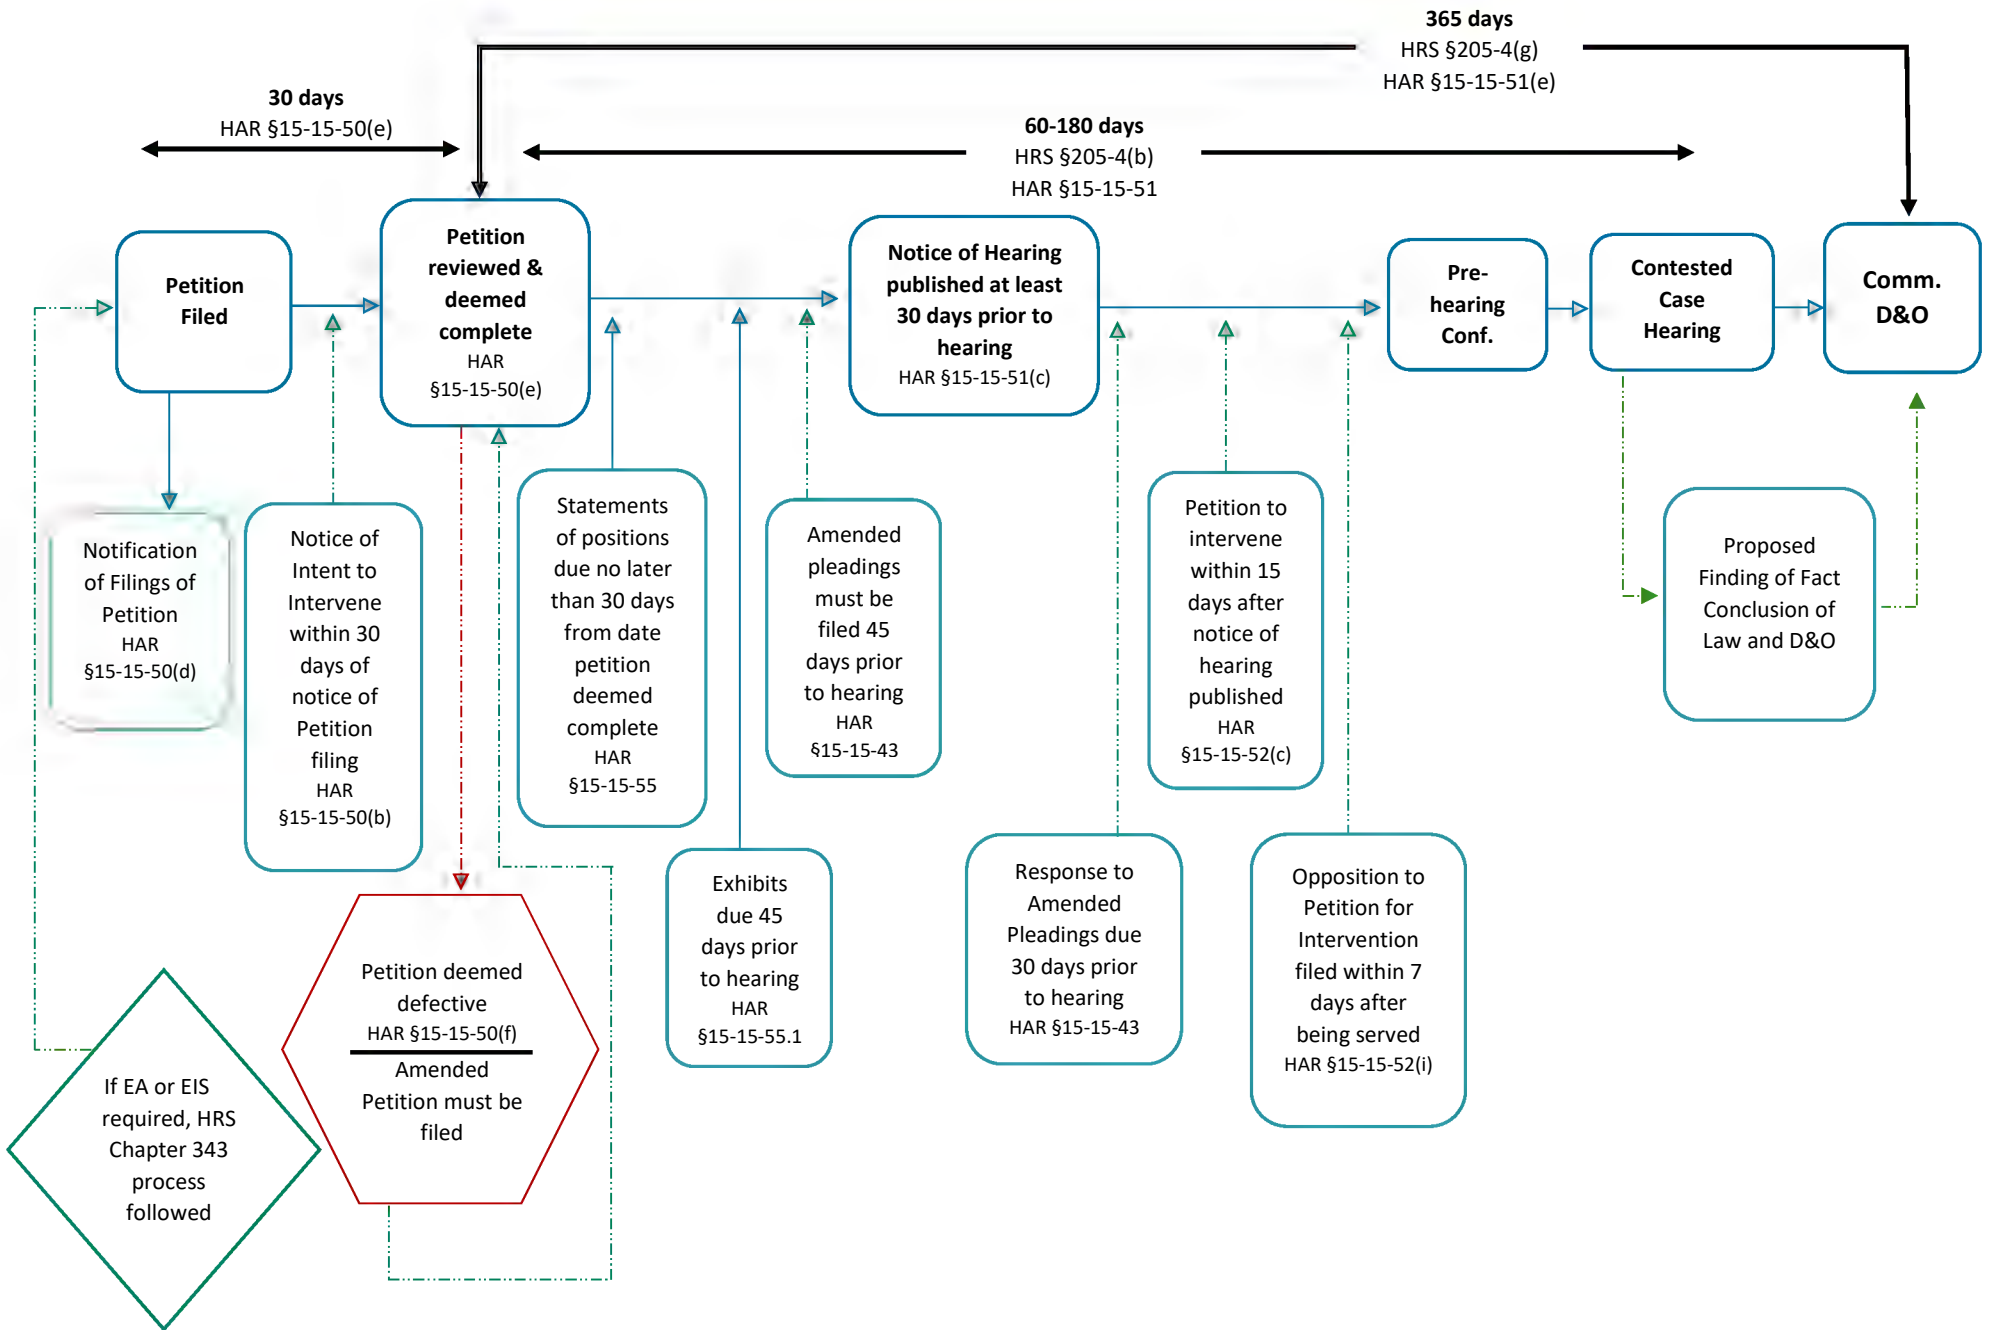 365 days
HRS §205-4(g)
HAR §15-15-51(e)
30 days
HAR §15-15-50(e)
60-180 days
HRS §205-4(b)
HAR §15-15-51
Petition
Filed
Petition
reviewed &
deemed
complete
HAR
§15-15-50(e)
Notice of Hearing
published at least
30 days prior to
hearing
HAR §15-15-51(c)
Pre-
hearing
Conf.
Contested
Case
Hearing
Comm.
D&O
Notification
of Filings of
Petition
HAR
§15-15-50(d)
Notice of
Intent to
Intervene
within 30
days of
notice of
Petition
filing
HAR
§15-15-50(b)
Statements
of positions
due no later
than 30 days
from date
petition
deemed
complete
HAR
§15-15-55
Amended
pleadings
must be
filed 45
days prior
to hearing
HAR
§15-15-43
Petition to
intervene
within 15
days after
notice of
hearing
published
HAR
§15-15-52(c)
Proposed
Finding of Fact
Conclusion of
Law and D&O
Exhibits
due 45
days prior
to hearing
HAR
§15-15-55.1
Response to
Amended
Pleadings due
30 days prior
to hearing
HAR §15-15-43
Opposition to
Petition for
Intervention
filed within 7
days after
being served
HAR §15-15-52(i)
Petition deemed
defective
HAR §15-15-50(f)
Amended
Petition must be
filed
If EA or EIS
required, HRS
Chapter 343
process
followed